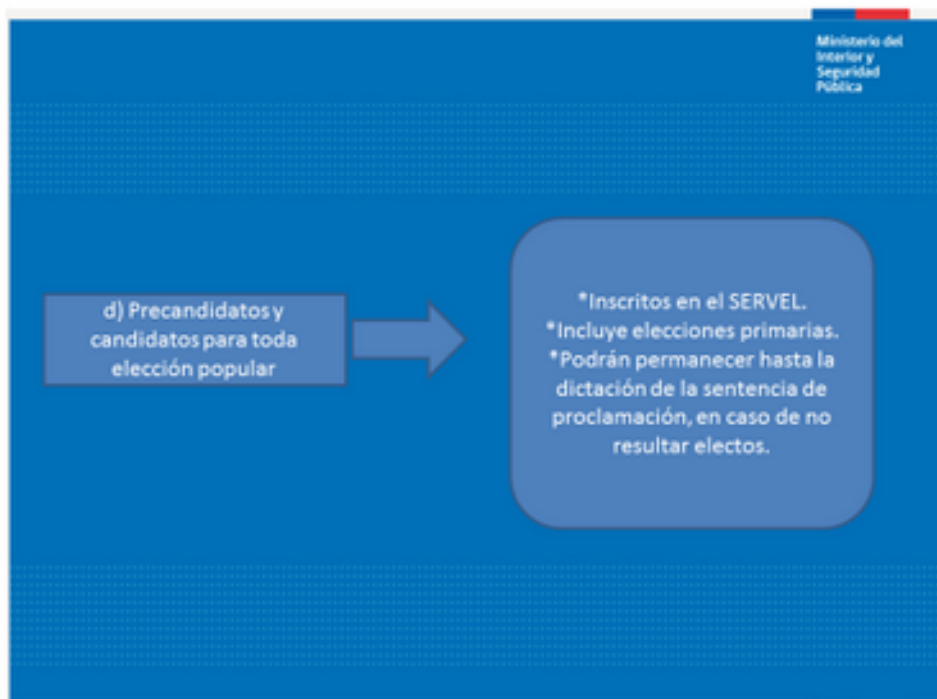 Ministerio del
Interior y
Seguridad
Pública
d) Precandidatos y
candidatos para toda
elección popular
*Inscritos en el SERVEL.
*Incluye elecciones primarias.
*Podrán permanecer hasta la
dictación de la sentencia de
proclamación, en caso de no
resultar electos.